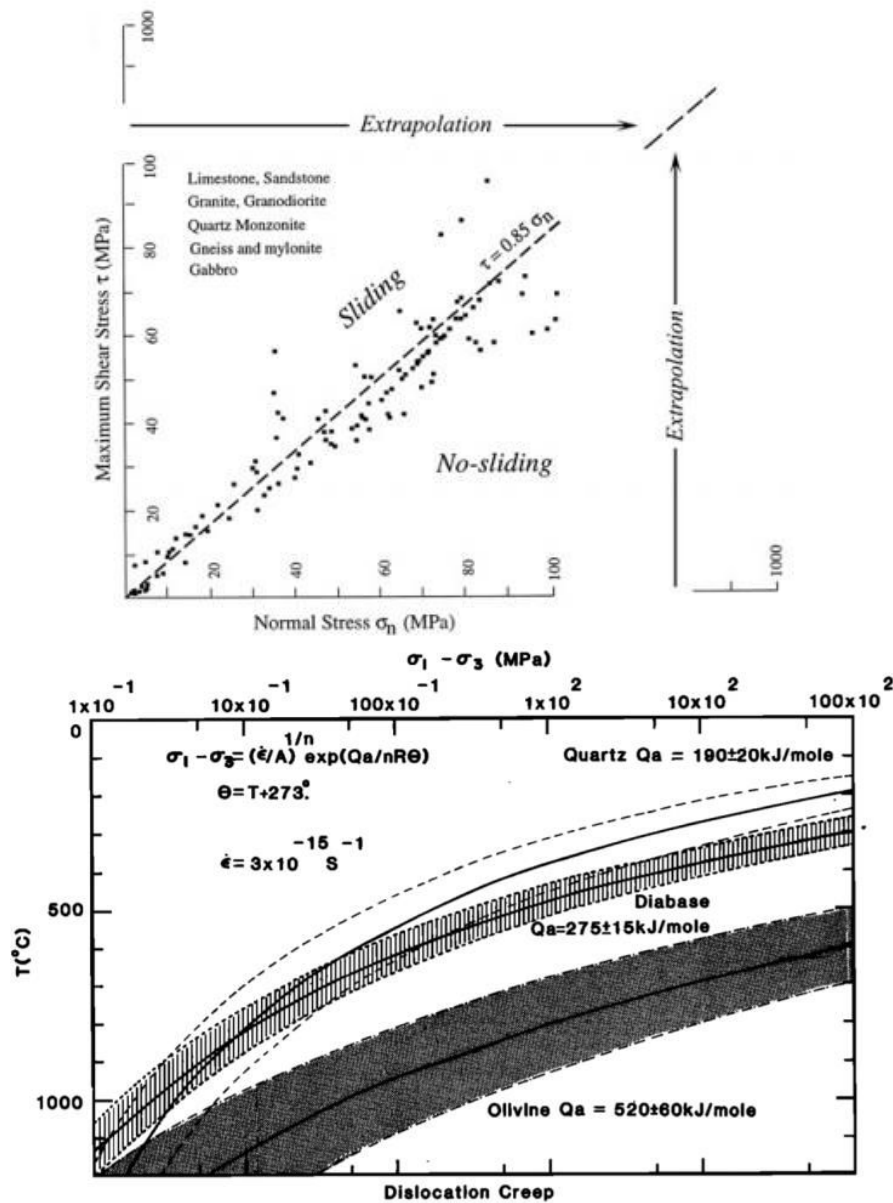 1000
Extrapolation
100
80
60
40
20
Maximum Shear Stress τ (MPa)
Limestone, Sandstone
Granite, Granodiorite
Quartz Monzonite
Gneiss and mylonite
Gabbro
Sliding
τ = 0.85 σn
No-sliding
Extrapolation
20
40
60
80
100
1000
Normal Stress σn (MPa)
σ1 - σ3 (MPa)
1x10^-1 10x10^-1 100x10^-1 1x10^2 10x10^2 100x10^2
0
σ1 - σ3 = (ε̇/A)^1/n exp(Qa/nRΘ)
Θ = T+273°.
ε̇ = 3x10^-15 S^-1
Quartz Qa = 190±20kJ/mole
500
Diabase
Qa=275±15kJ/mole
T(°C)
1000
Olivine Qa = 520±60kJ/mole
Dislocation Creep